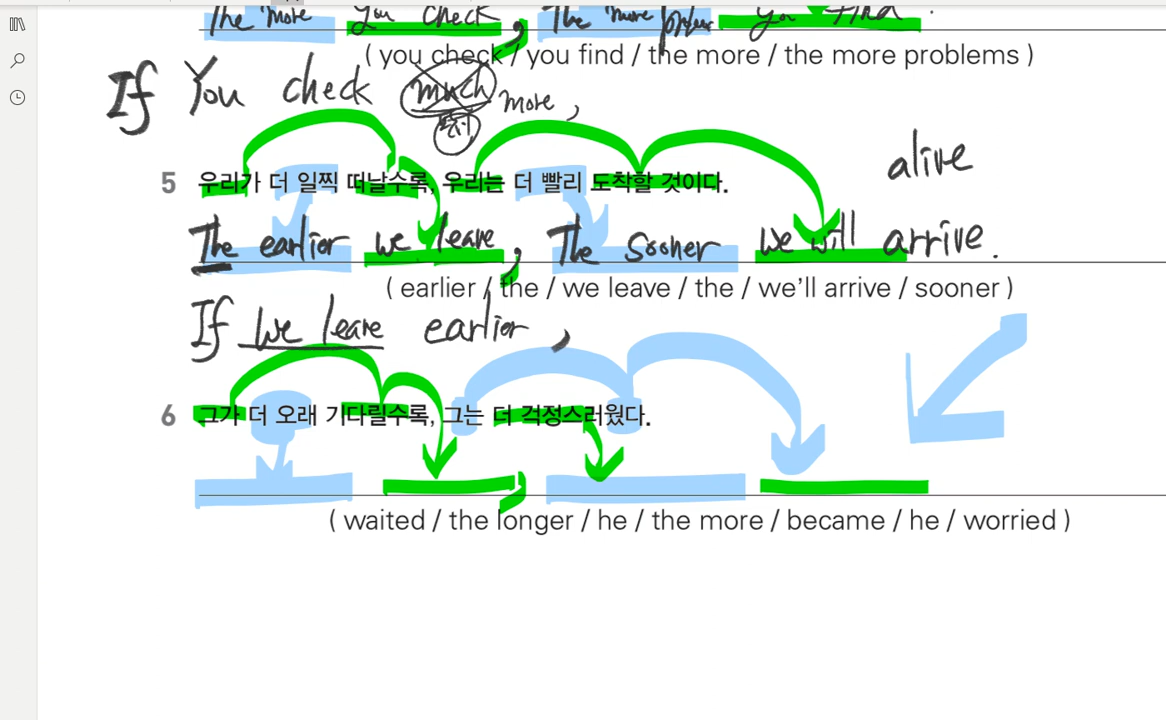 The more you check, The more you find.
( you check / you find / the more / the more problems )
If You check much more,
alive
5 우리가 더 일찍 떠날수록, 우리는 더 빨리 도착할 것이다.
The earlier we leave, The sooner we will arrive.
( earlier / the / we leave / the / we'll arrive / sooner )
If we leave earlier,
6 그가 더 오래 기다릴수록, 그는 더 걱정스러웠다.
( waited / the longer / he / the more / became / he / worried )